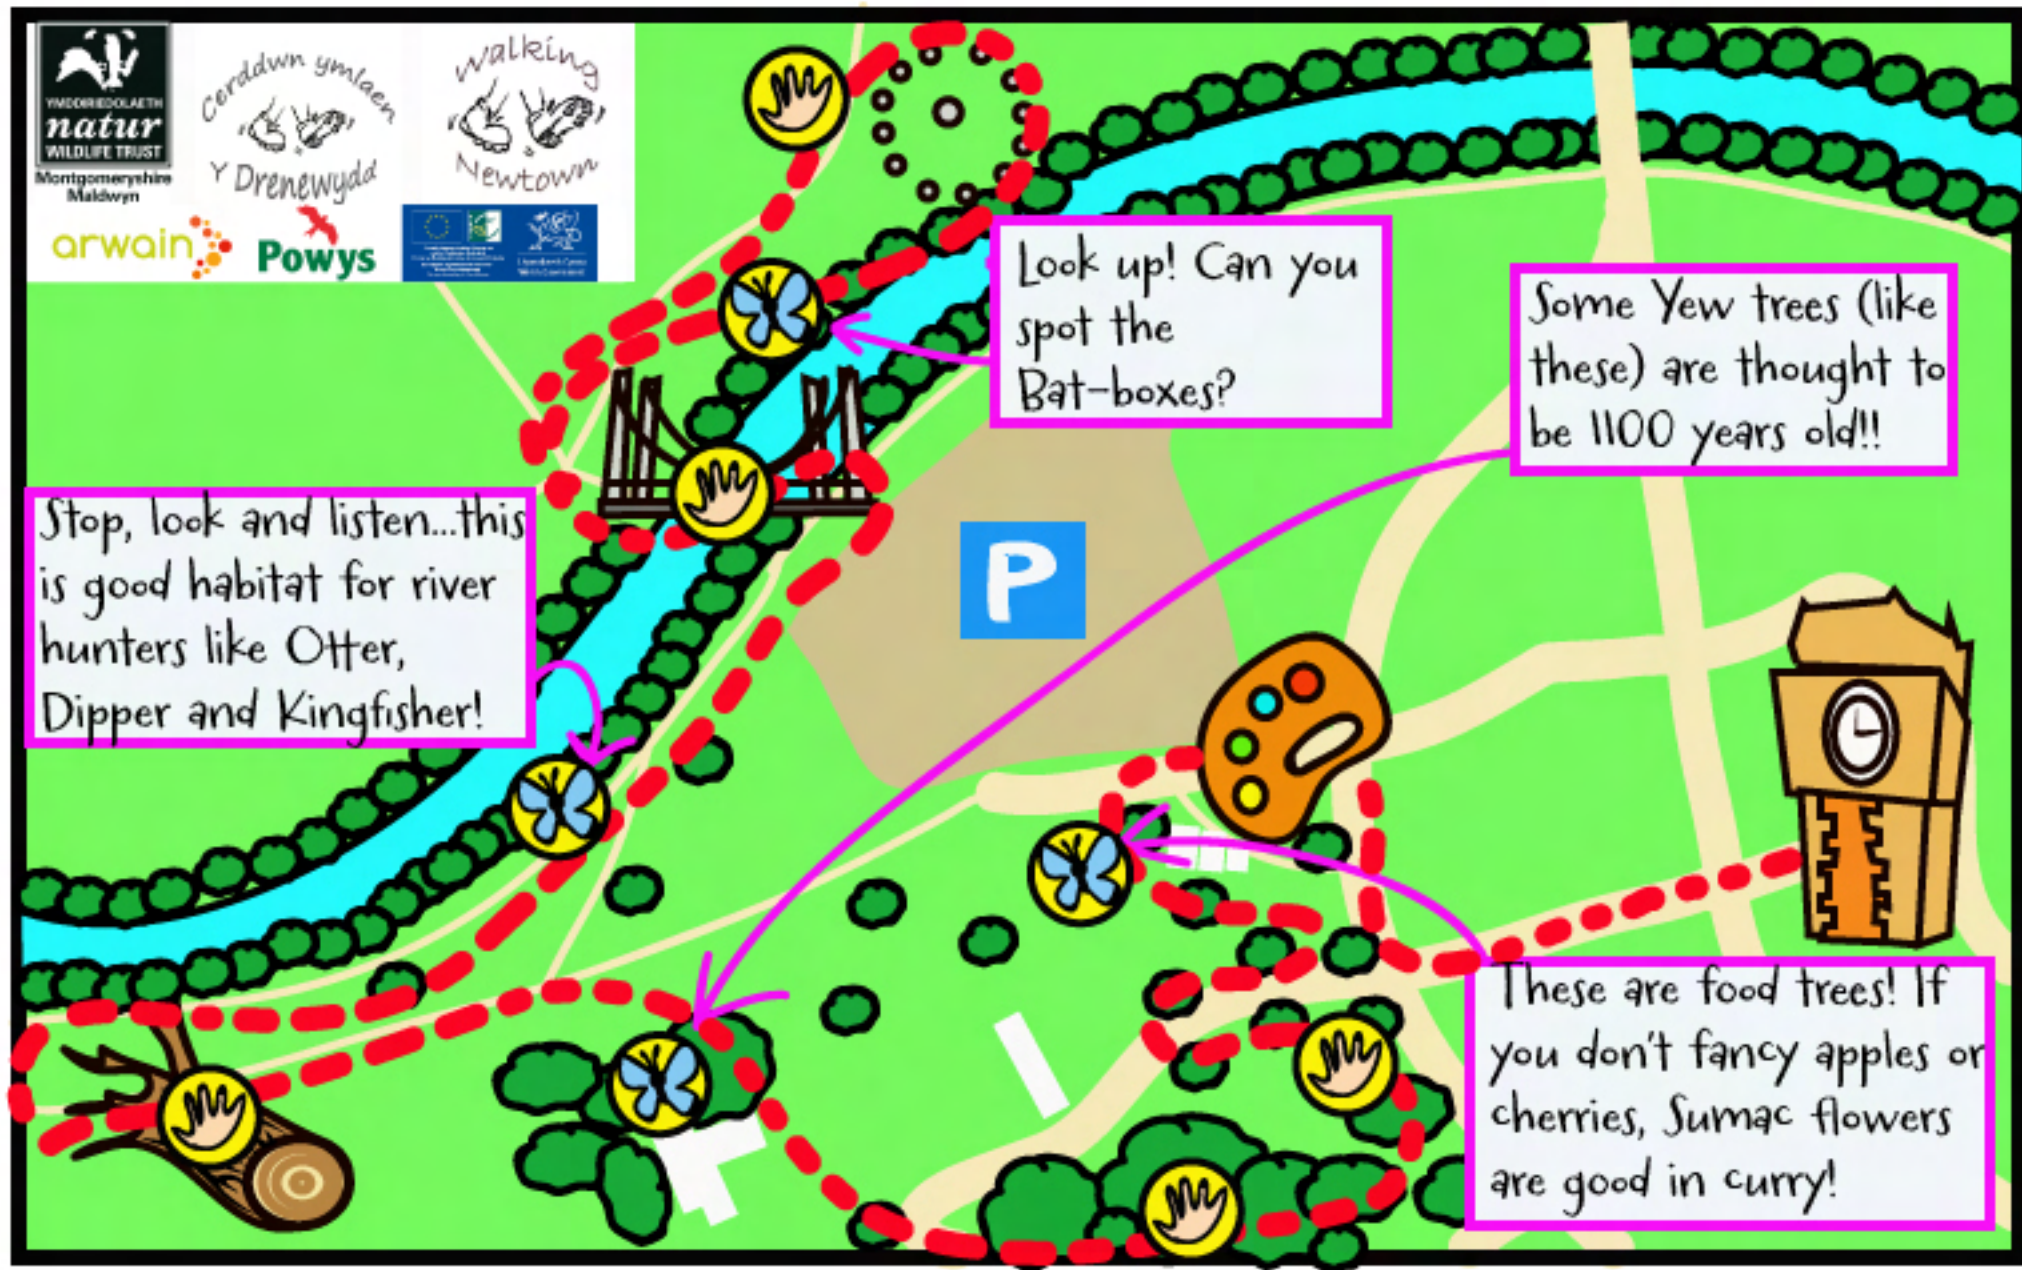 YMDDIRIEDOLAETH
natur
WILDLIFE TRUST
Montgomeryshire
Maldwyn
Cerddwn ymlaen
Y Drenewydd
Walking
Newtown
arwain
Powys
Look up! Can you
spot the
Bat-boxes?
Some Yew trees (like
these) are thought to
be 1100 years old!!
Stop, look and listen...this
is good habitat for river
hunters like Otter,
Dipper and Kingfisher!
P
These are food trees! If
you don't fancy apples or
cherries, Sumac flowers
are good in curry!